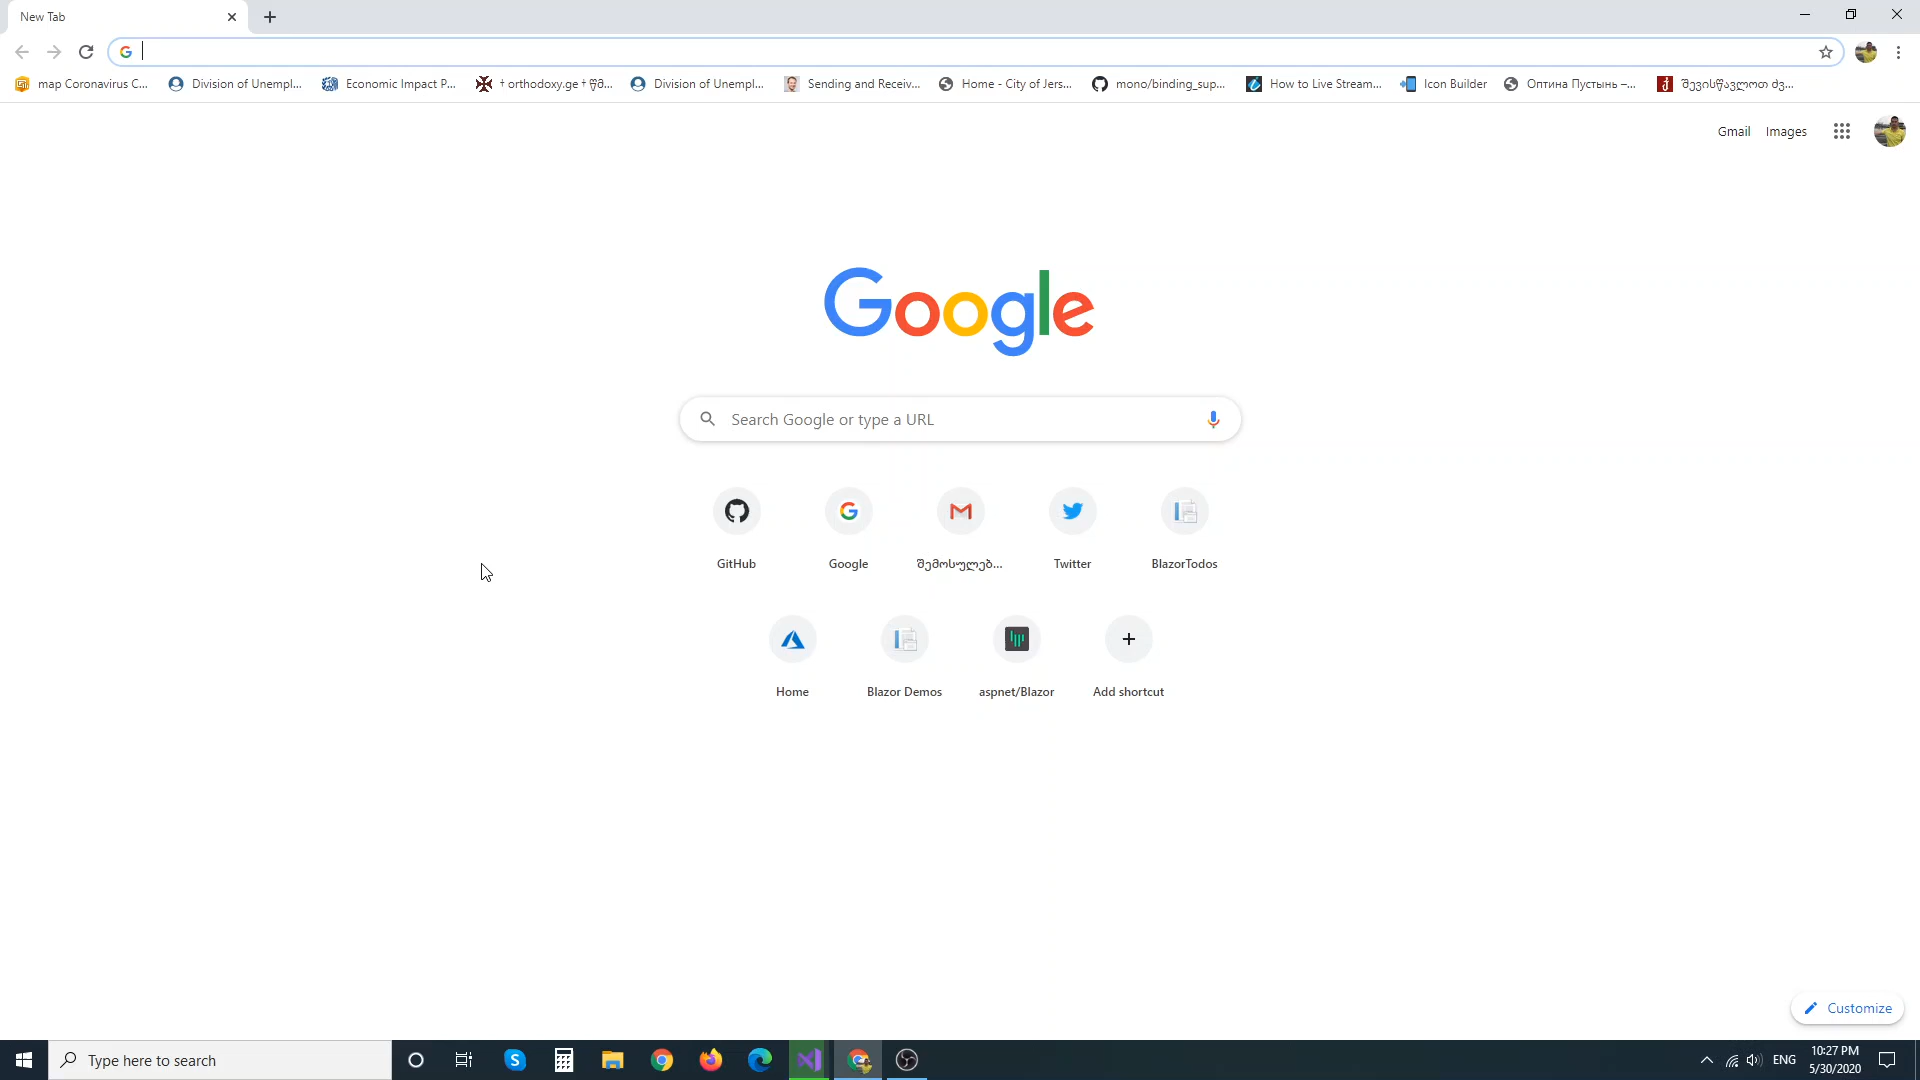 New Tab
map Coronavirus C...
Division of Unempl...
Economic Impact P...
† orthodoxy.ge † წმ...
Division of Unempl...
Sending and Receiv...
Home - City of Jers...
mono/binding_sup...
How to Live Stream...
Icon Builder
Оптина Пустынь –...
შევისწავლოთ ძვ...
Gmail
Images
Google
Search Google or type a URL
GitHub
Google
შემოსულებ...
Twitter
BlazorTodos
Home
Blazor Demos
aspnet/Blazor
Add shortcut
Customize
Type here to search
ENG
10:27 PM
5/30/2020